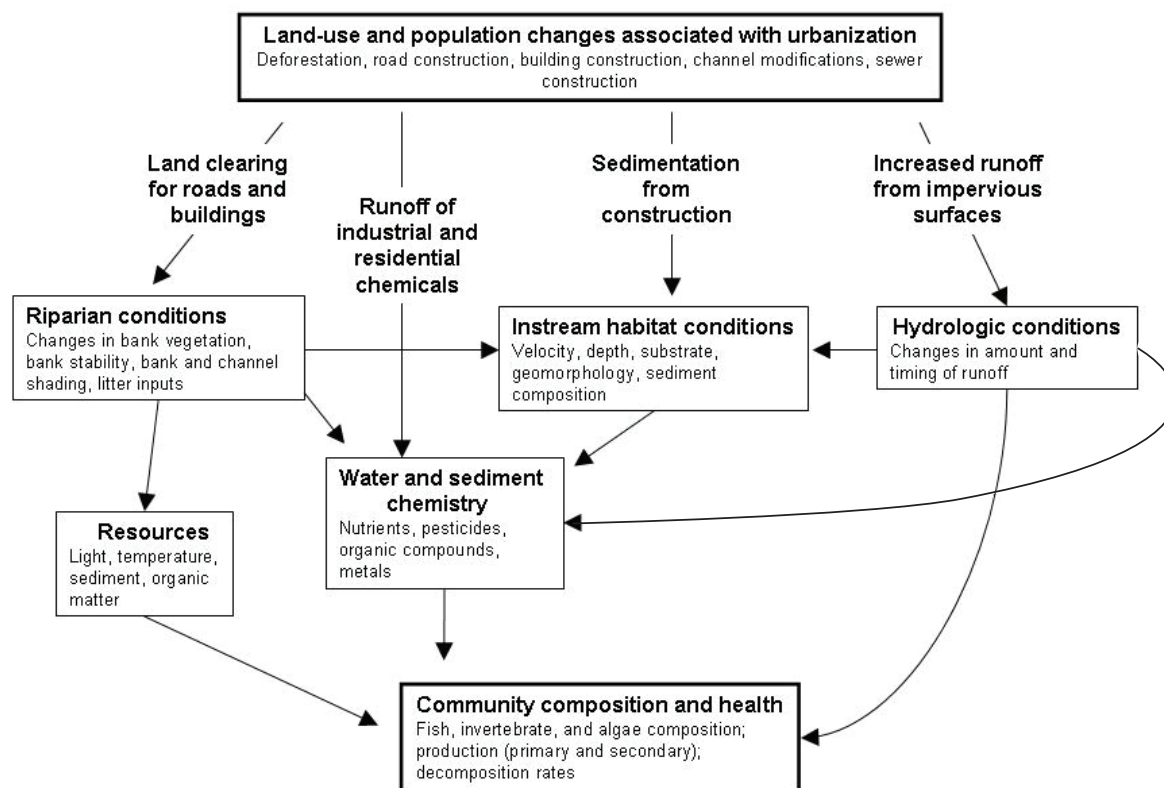 Land-use and population changes associated with urbanization
Deforestation, road construction, building construction, channel modifications, sewer
construction
Land clearing
for roads and
buildings
Runoff of
industrial and
residential
chemicals
Sedimentation
from
construction
Increased runoff
from impervious
surfaces
Riparian conditions
Changes in bank vegetation,
bank stability, bank and channel
shading, litter inputs
Instream habitat conditions
Velocity, depth, substrate,
geomorphology, sediment
composition
Hydrologic conditions
Changes in amount and
timing of runoff
Water and sediment
chemistry
Nutrients, pesticides,
organic compounds,
metals
Resources
Light, temperature,
sediment, organic
matter
Community composition and health
Fish, invertebrate, and algae composition;
production (primary and secondary);
decomposition rates